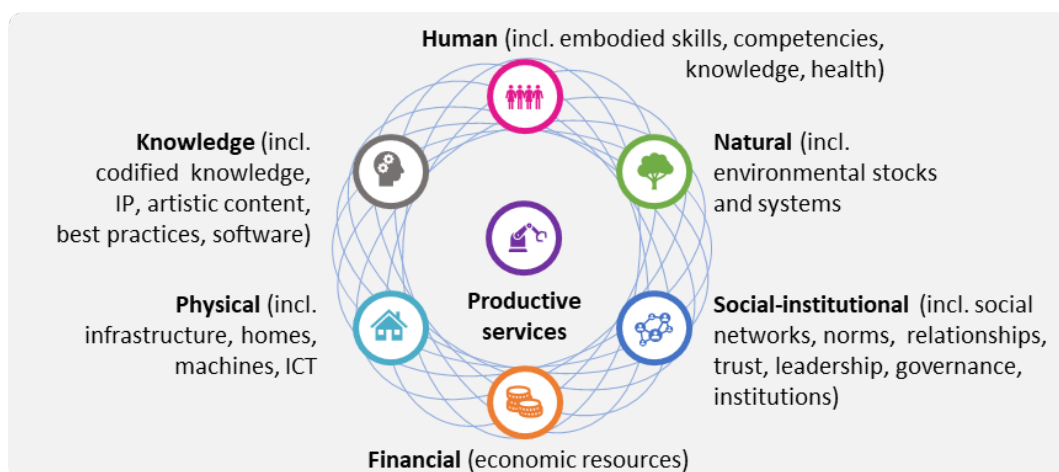 Human (incl. embodied skills, competencies,
knowledge, health)
Knowledge (incl.
codified knowledge,
IP, artistic content,
best practices, software)
Natural (incl.
environmental stocks
and systems
Productive
services
Physical (incl.
infrastructure, homes,
machines, ICT
Social-institutional (incl. social
networks, norms, relationships,
trust, leadership, governance,
institutions)
Financial (economic resources)